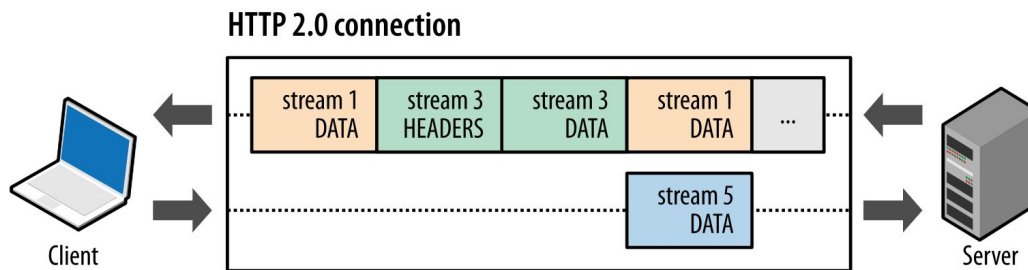 HTTP 2.0 connection
stream 1
DATA
stream 3
HEADERS
stream 3
DATA
stream 1
DATA
...
stream 5
DATA
Client
Server